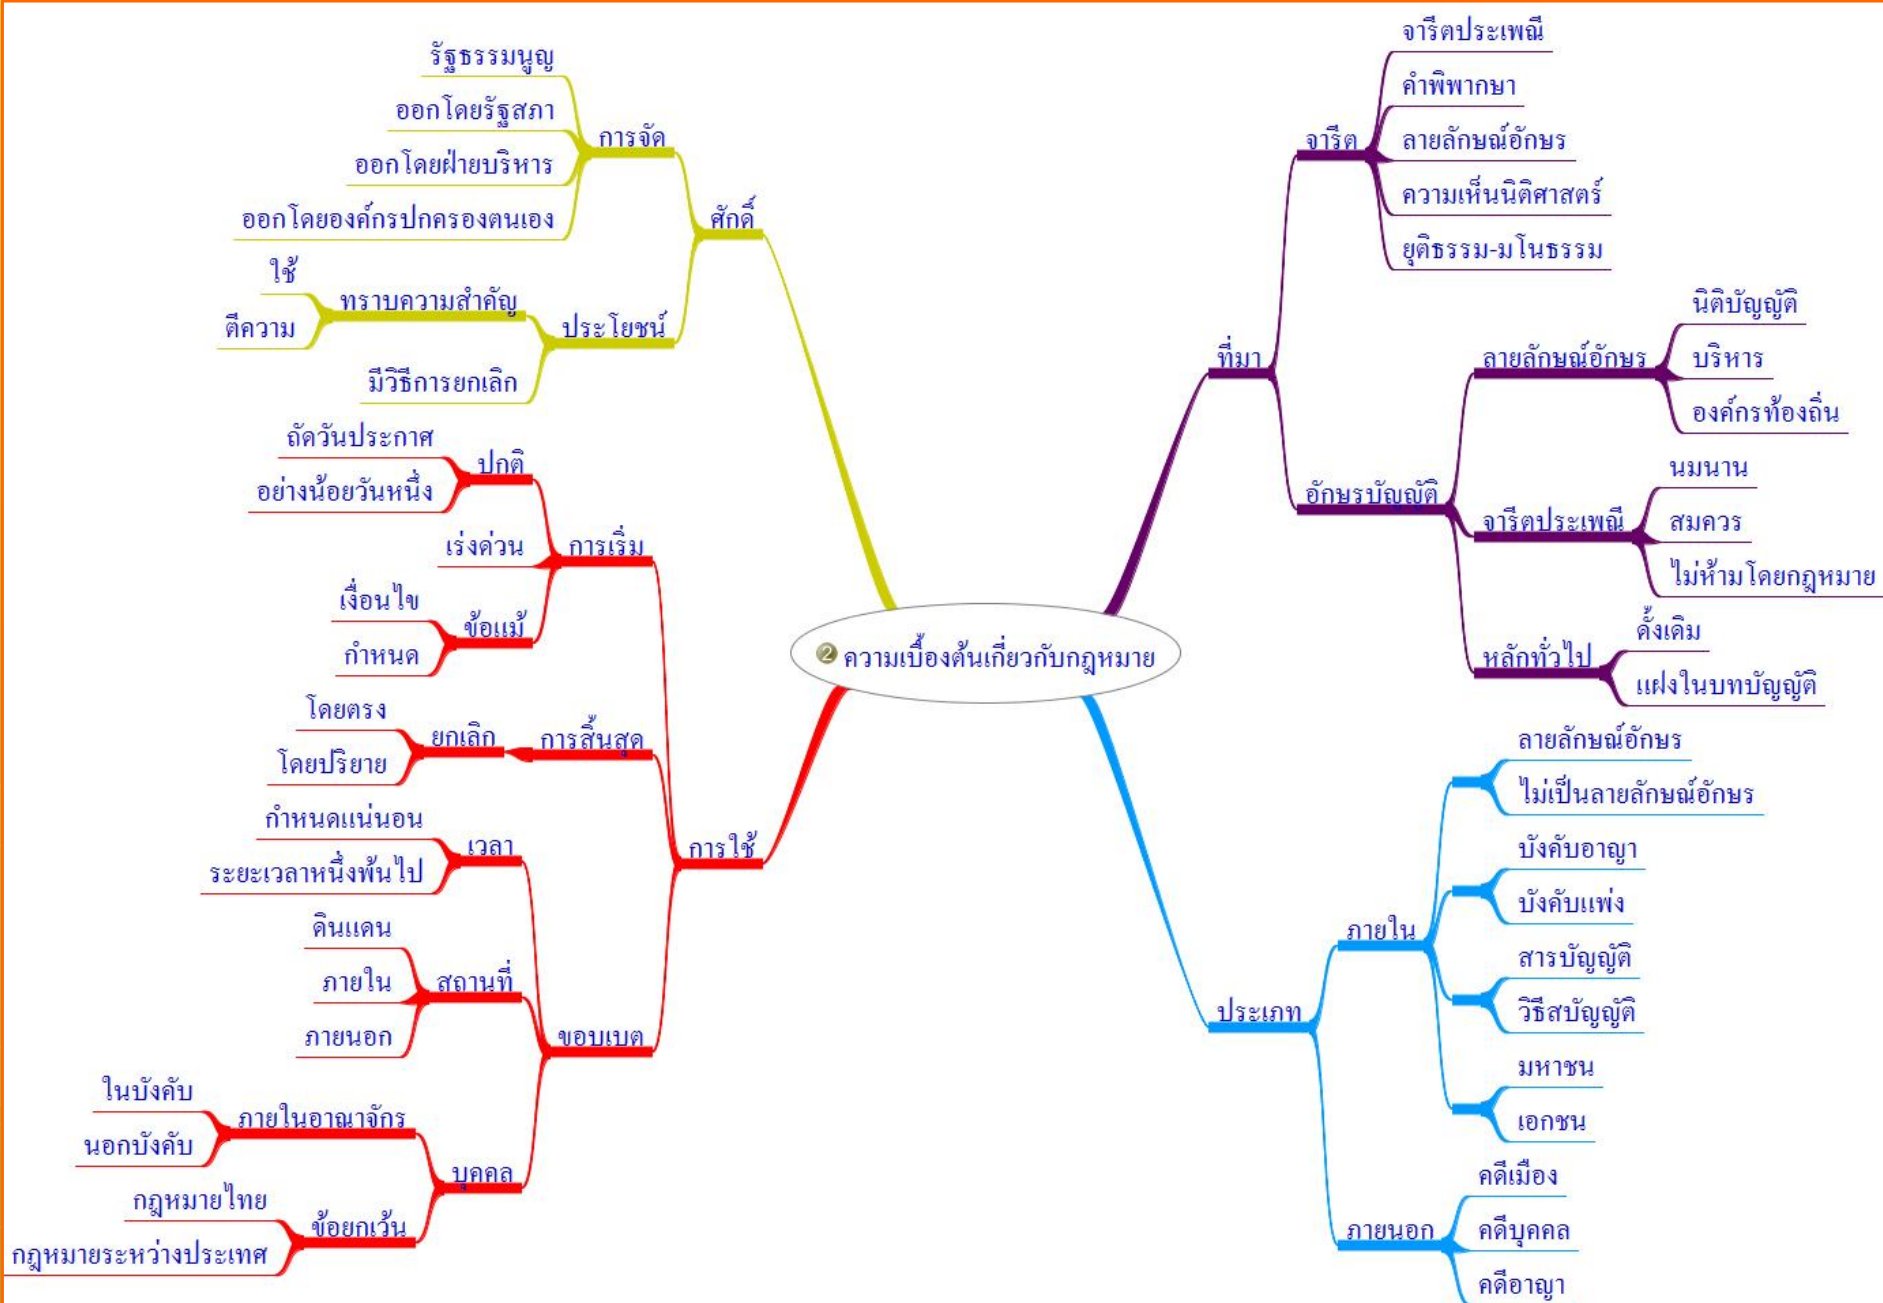 ② ความเบื้องต้นเกี่ยวกับกฎหมาย
ศักดิ์
การจัด
รัฐธรรมนูญ
ออกโดยรัฐสภา
ออกโดยฝ่ายบริหาร
ออกโดยองค์กรปกครองตนเอง
ประโยชน์
ทราบความสำคัญ
ใช้
ตีความ
มีวิธีการยกเลิก
การใช้
การเริ่ม
ปกติ
ถัดวันประกาศ
อย่างน้อยวันหนึ่ง
เร่งด่วน
ข้อแม้
เงื่อนไข
กำหนด
การสิ้นสุด
ยกเลิก
โดยตรง
โดยปริยาย
ขอบเบต
เวลา
กำหนดแน่นอน
ระยะเวลาหนึ่งพ้นไป
สถานที่
ดินแดน
ภายใน
ภายนอก
บุคคล
ภายในอาณาจักร
ในบังคับ
นอกบังคับ
ข้อยกเว้น
กฎหมายไทย
กฎหมายระหว่างประเทศ
ที่มา
จารีต
จารีตประเพณี
คำพิพากษา
ลายลักษณ์อักษร
ความเห็นนิติศาสตร์
ยุติธรรม-มโนธรรม
อักษรบัญญัติ
ลายลักษณ์อักษร
นิติบัญญัติ
บริหาร
องค์กรท้องถิ่น
จารีตประเพณี
นมนาน
สมควร
ไม่ห้ามโดยกฎหมาย
หลักทั่วไป
ดั้งเดิม
แฝงในบทบัญญัติ
ประเภท
ภายใน
ลายลักษณ์อักษร
ไม่เป็นลายลักษณ์อักษร
บังคับอาญา
บังคับแพ่ง
สารบัญญัติ
วิธีสบัญญัติ
มหาชน
เอกชน
ภายนอก
คดีเมือง
คดีบุคคล
คดีอาญา